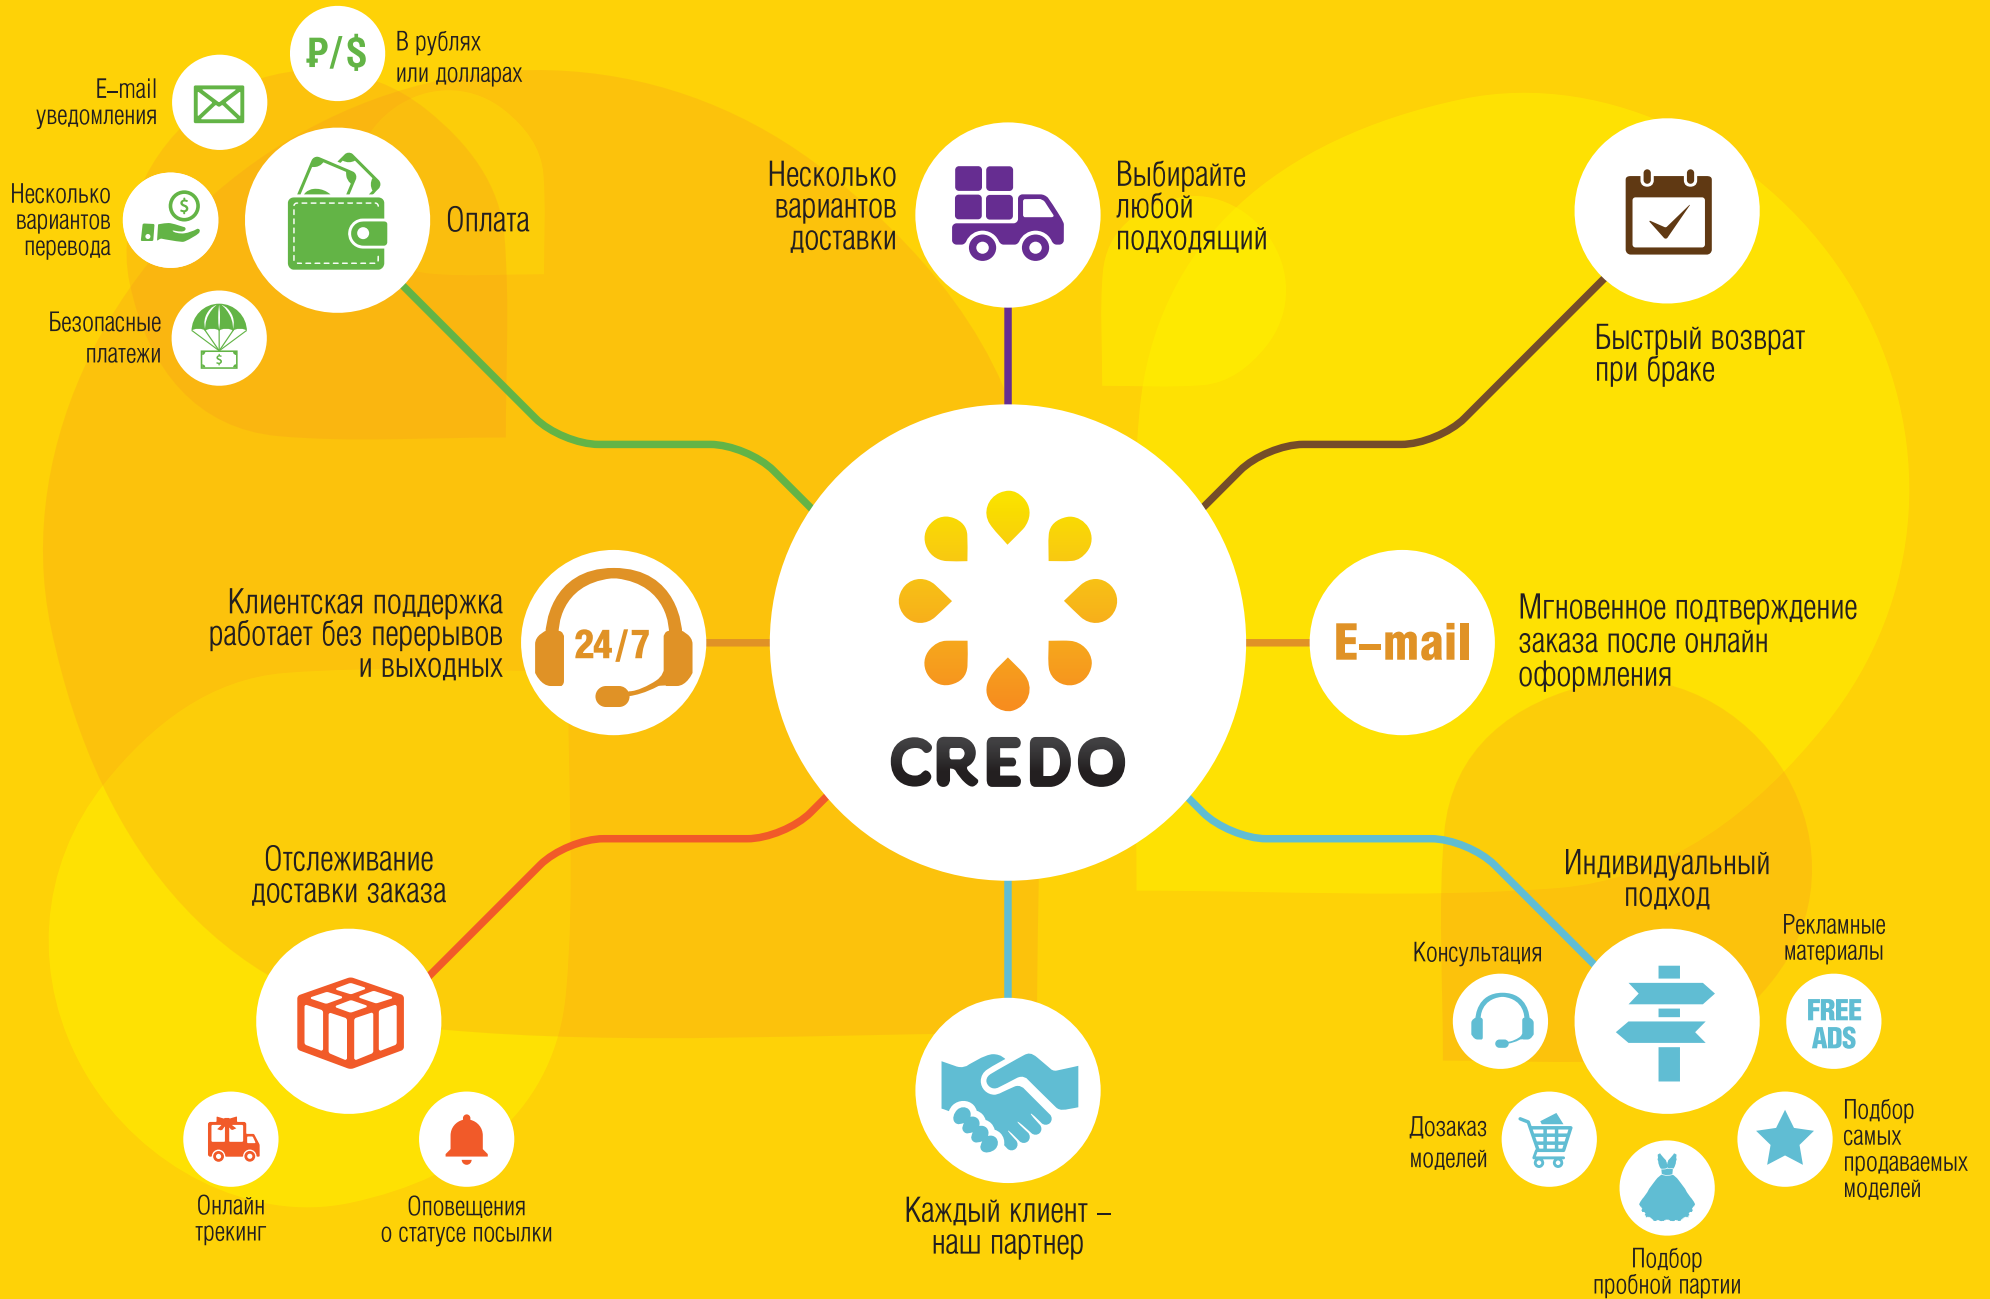 ₽/$
В рублях
или долларах
E–mail
уведомления
Несколько
вариантов
перевода
Безопасные
платежи
Оплата
Несколько
вариантов
доставки
Выбирайте
любой
подходящий
Быстрый возврат
при браке
Клиентская поддержка
работает без перерывов
и выходных
24/7
CREDO
E–mail
Мгновенное подтверждение
заказа после онлайн
оформления
Отслеживание
доставки заказа
Онлайн
трекинг
Оповещения
о статусе посылки
Каждый клиент –
наш партнер
Индивидуальный
подход
Консультация
Рекламные
материалы
FREE
ADS
Дозаказ
моделей
Подбор
самых
продаваемых
моделей
Подбор
пробной партии